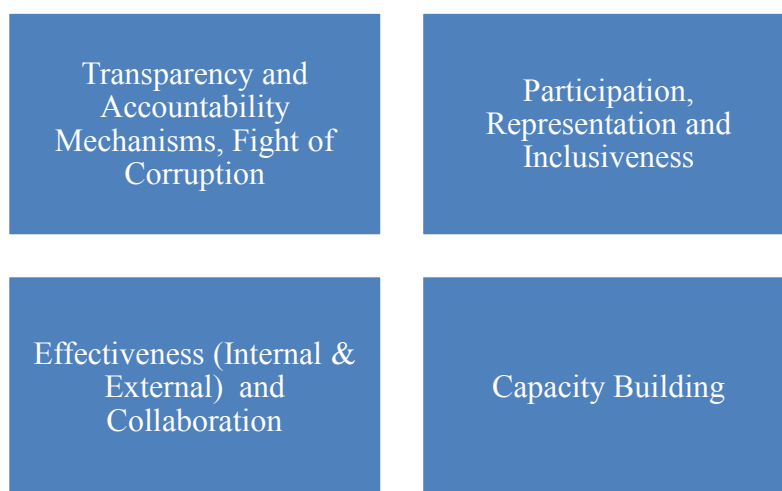 Transparency and
Accountability
Mechanisms, Fight of
Corruption
Participation,
Representation and
Inclusiveness
Effectiveness (Internal &
External)  and
Collaboration
Capacity Building